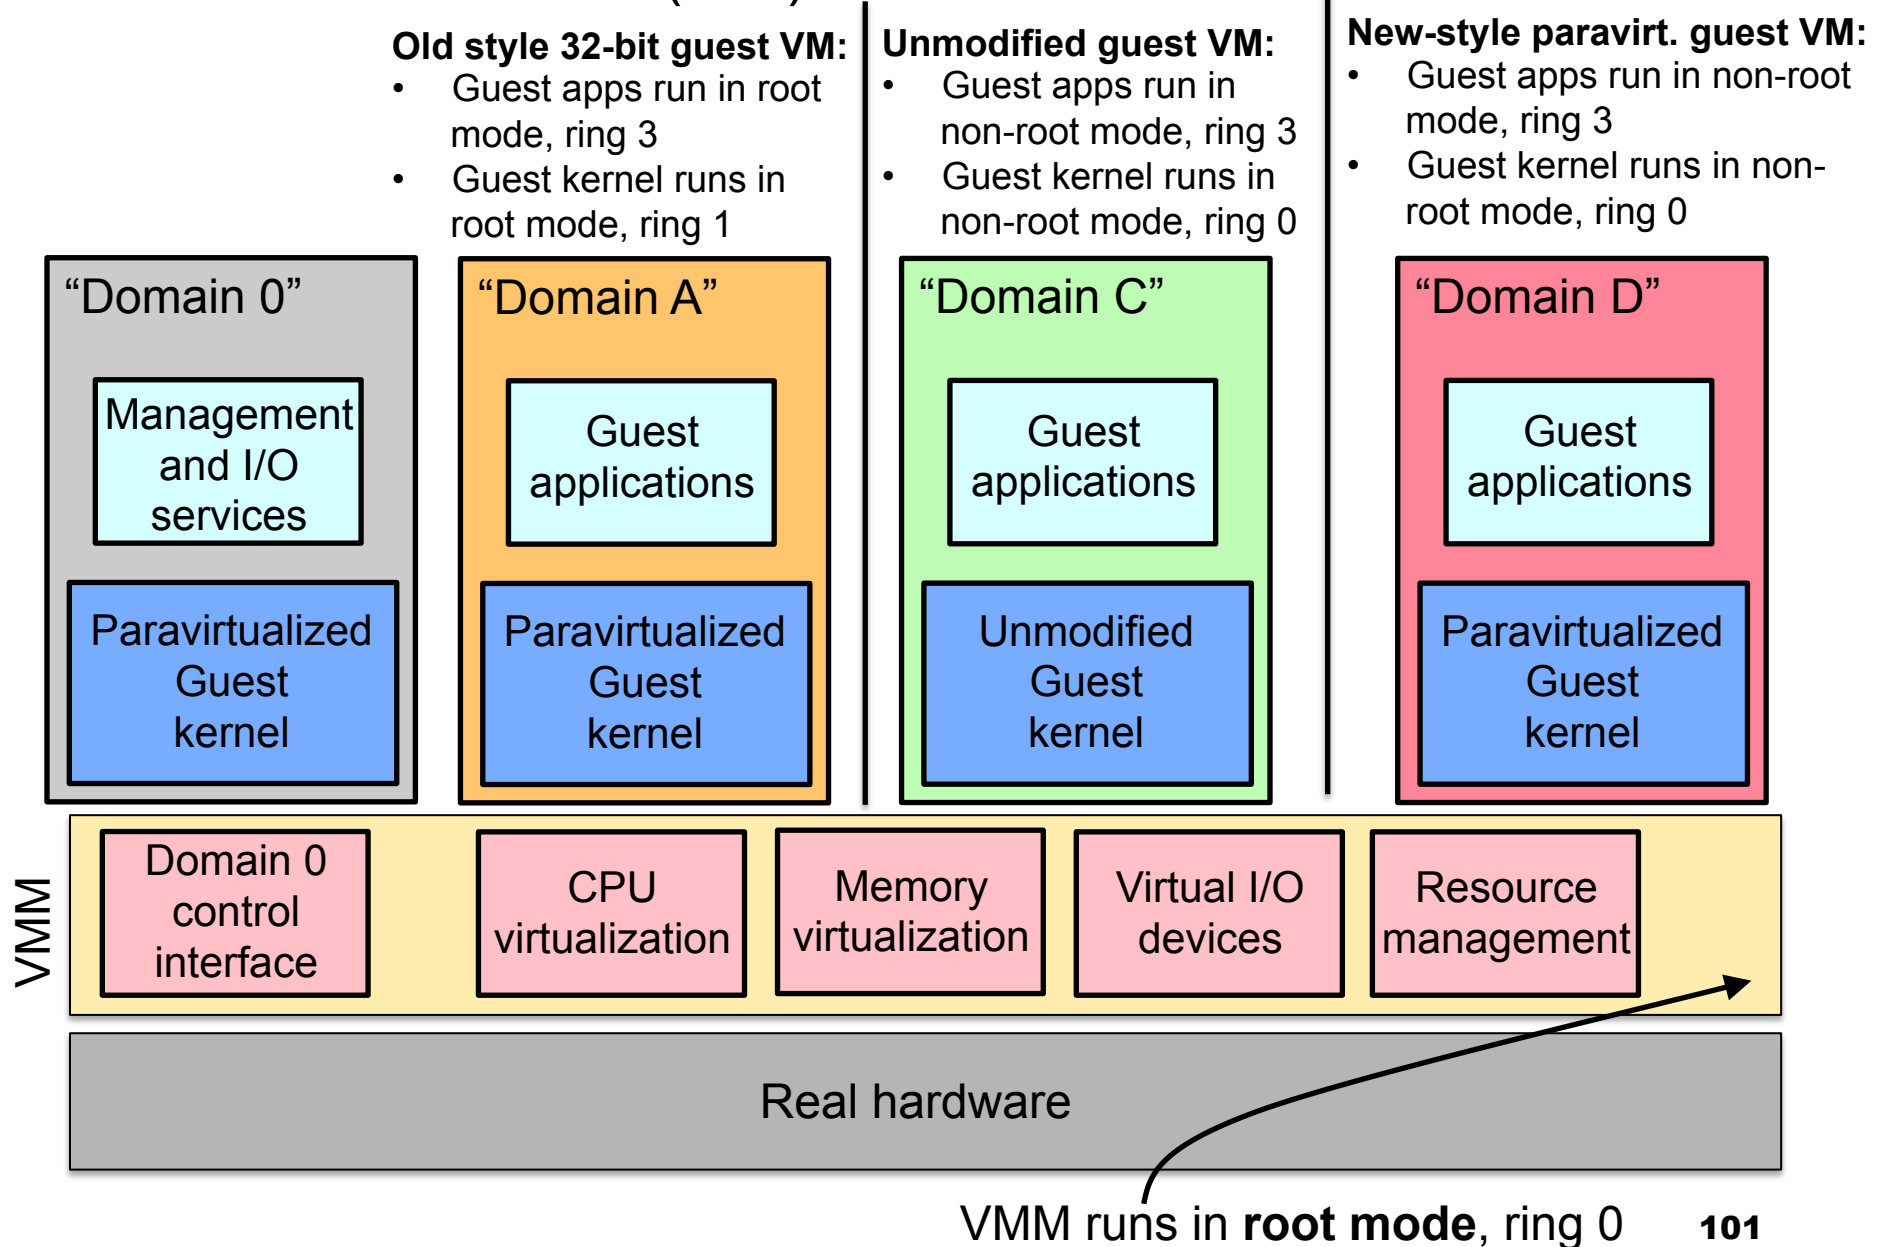 Old style 32-bit guest VM:
• Guest apps run in root
mode, ring 3
• Guest kernel runs in
root mode, ring 1
Unmodified guest VM:
• Guest apps run in
non-root mode, ring 3
• Guest kernel runs in
non-root mode, ring 0
New-style paravirt. guest VM:
• Guest apps run in non-root
mode, ring 3
• Guest kernel runs in non-
root mode, ring 0
“Domain 0”
Management
and I/O
services
Paravirtualized
Guest
kernel
“Domain A”
Guest
applications
Paravirtualized
Guest
kernel
“Domain C”
Guest
applications
Unmodified
Guest
kernel
“Domain D”
Guest
applications
Paravirtualized
Guest
kernel
VMM
Domain 0
control
interface
CPU
virtualization
Memory
virtualization
Virtual I/O
devices
Resource
management
Real hardware
VMM runs in root mode, ring 0
101